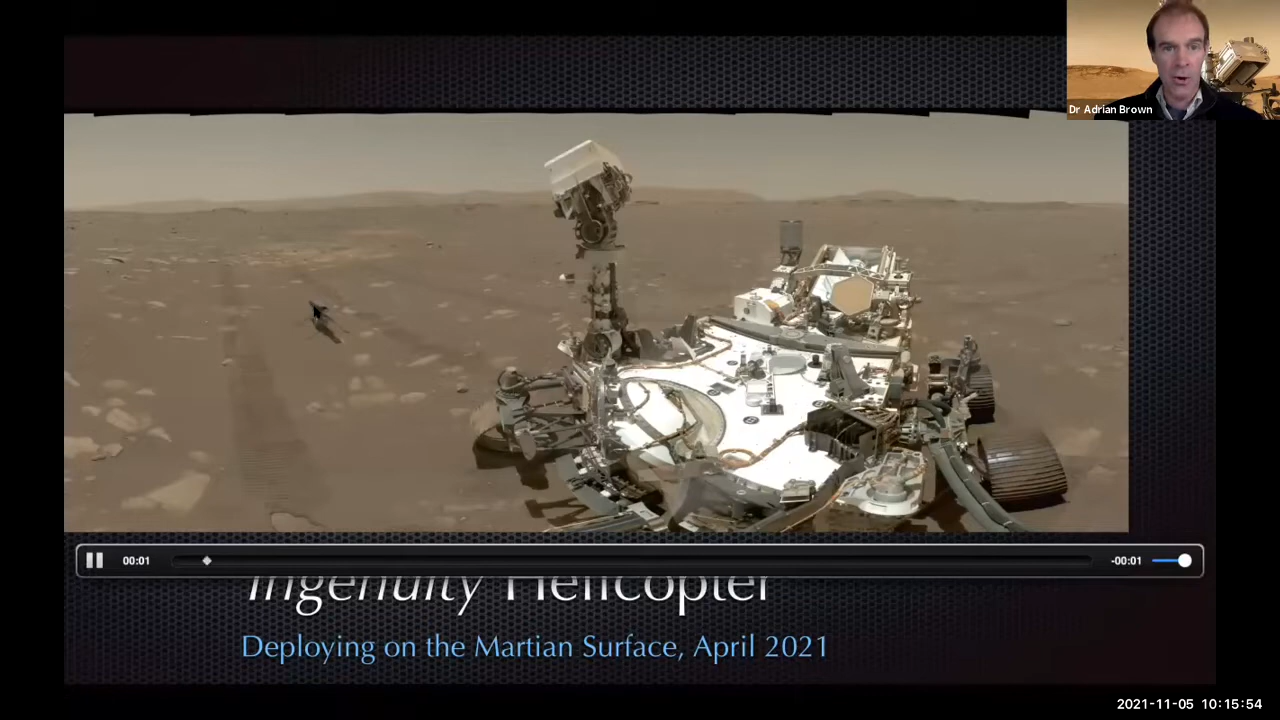 Dr Adrian Brown
00:01
-00:01
Ingenuity Helicopter
Deploying on the Martian Surface, April 2021
2021-11-05 10:15:54